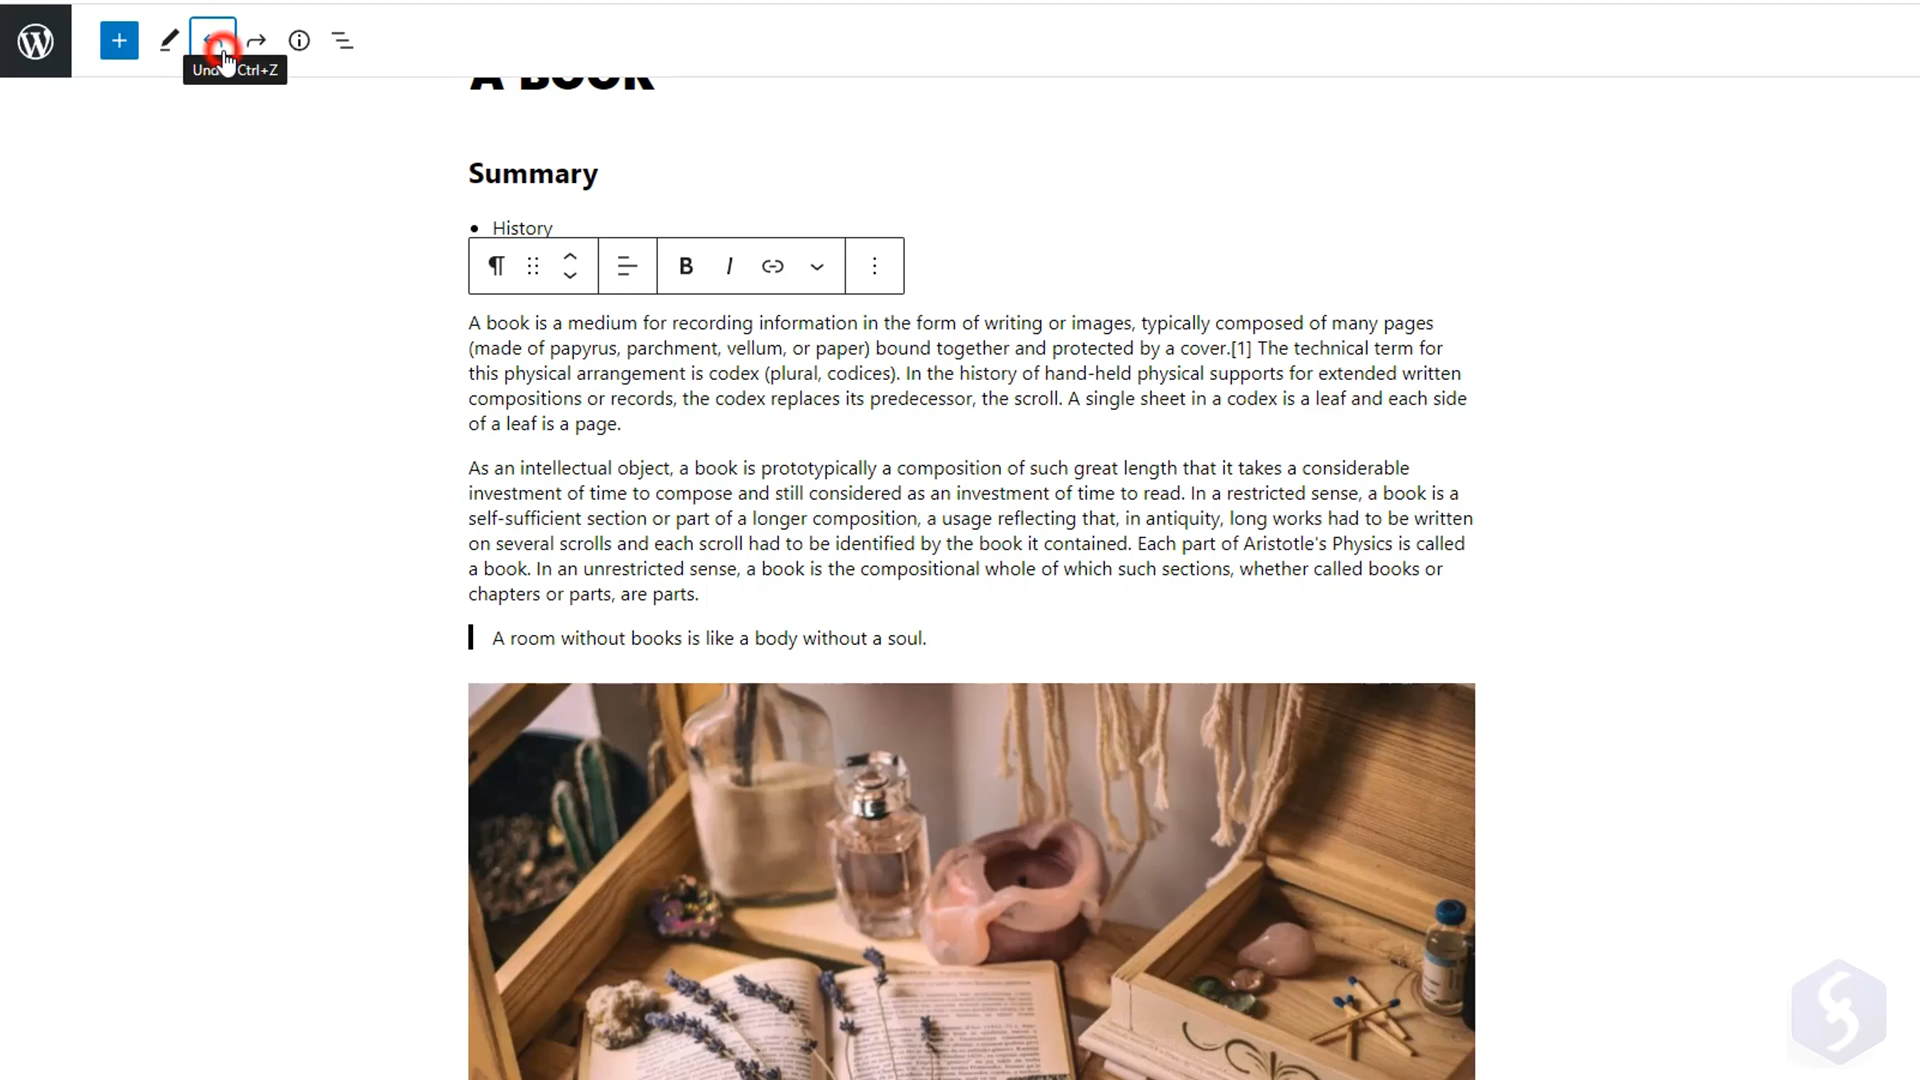 Undo Ctrl+Z
A BOOK
Summary
• History
B I
A book is a medium for recording information in the form of writing or images, typically composed of many pages
(made of papyrus, parchment, vellum, or paper) bound together and protected by a cover.[1] The technical term for
this physical arrangement is codex (plural, codices). In the history of hand-held physical supports for extended written
compositions or records, the codex replaces its predecessor, the scroll. A single sheet in a codex is a leaf and each side
of a leaf is a page.
As an intellectual object, a book is prototypically a composition of such great length that it takes a considerable
investment of time to compose and still considered as an investment of time to read. In a restricted sense, a book is a
self-sufficient section or part of a longer composition, a usage reflecting that, in antiquity, long works had to be written
on several scrolls and each scroll had to be identified by the book it contained. Each part of Aristotle's Physics is called
a book. In an unrestricted sense, a book is the compositional whole of which such sections, whether called books or
chapters or parts, are parts.
A room without books is like a body without a soul.